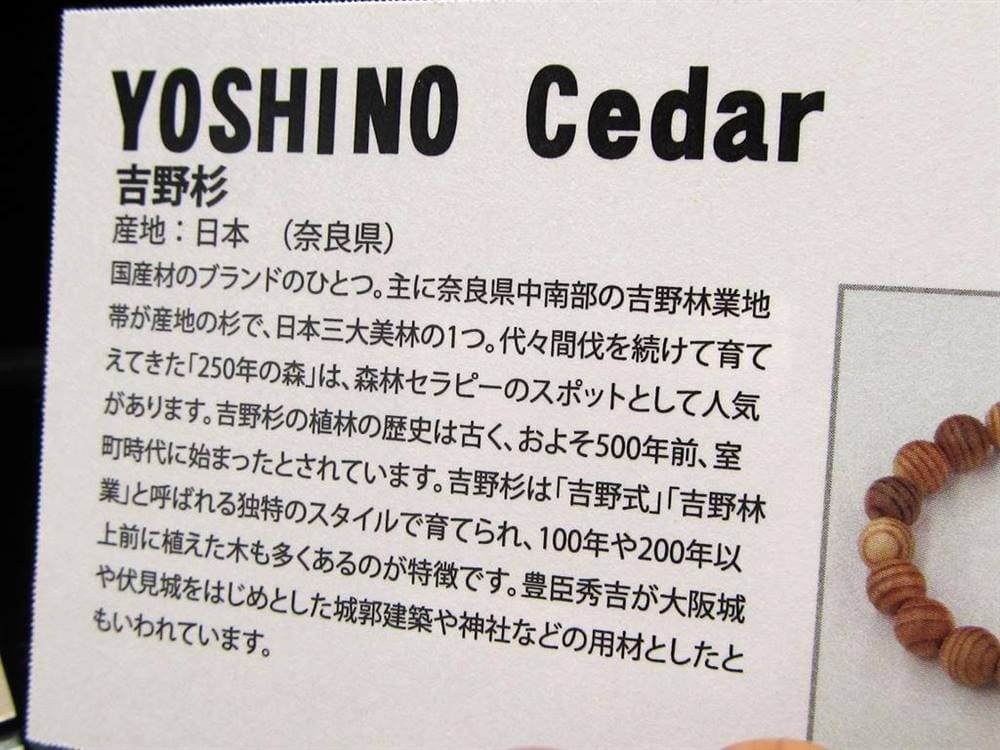 YOSHINO Cedar
吉野杉
産地：日本　（奈良県）
国産材のブランドのひとつ。主に奈良県中南部の吉野林業地
帯が産地の杉で、日本三大美林の1つ。代々間伐を続けて育て
えてきた「250年の森」は、森林セラピーのスポットとして人気
があります。吉野杉の植林の歴史は古く、およそ500年前、室
町時代に始まったとされています。吉野杉は「吉野式」「吉野林
業」と呼ばれる独特のスタイルで育てられ、100年や200年以
上前に植えた木も多くあるのが特徴です。豊臣秀吉が大阪城
や伏見城をはじめとした城郭建築や神社などの用材としたと
もいわれています。